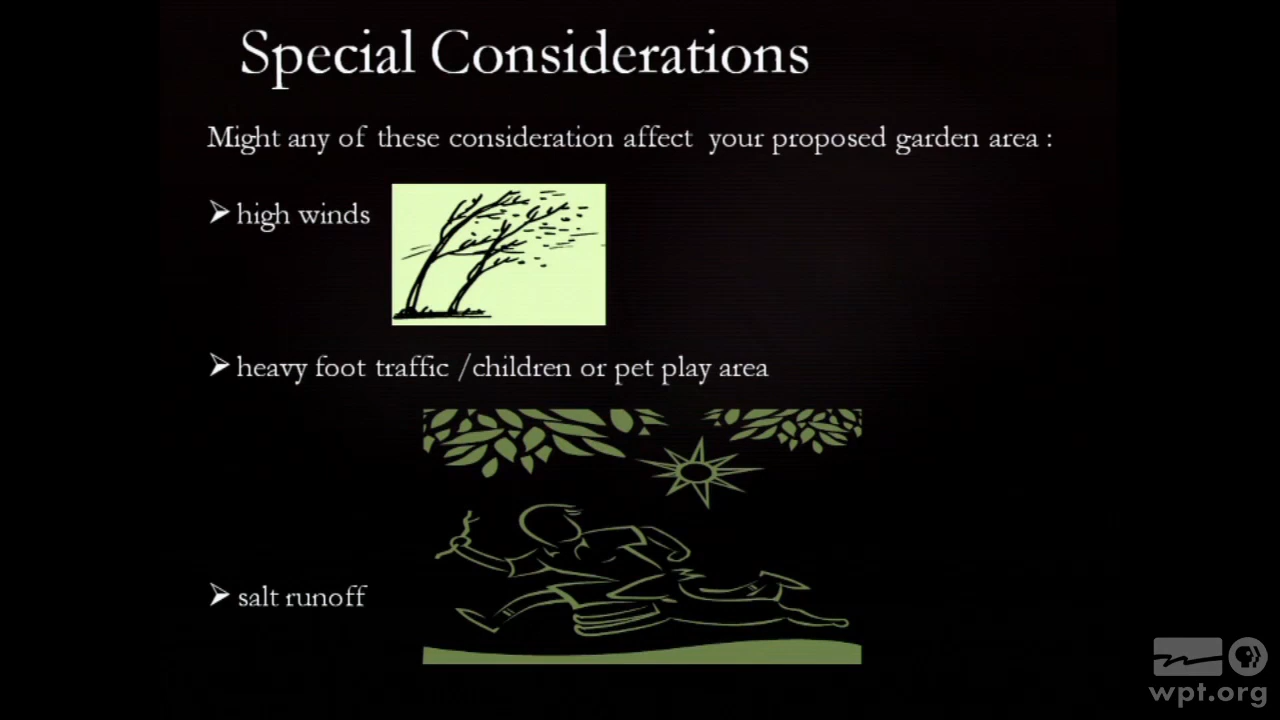 Special Considerations
Might any of these consideration affect your proposed garden area :
high winds
heavy foot traffic /children or pet play area
salt runoff
wpt.org